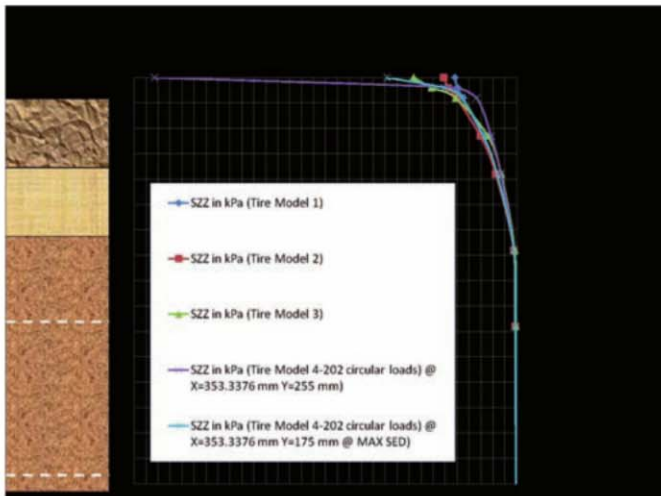 SZZ in kPa (Tire Model 1)
SZZ in kPa (Tire Model 2)
SZZ in kPa (Tire Model 3)
SZZ in kPa (Tire Model 4-202 circular loads) @
X=353.3376 mm Y=255 mm)
SZZ in kPa (Tire Model 4-202 circular loads) @
X=353.3376 mm Y=175 mm @ MAX SED)